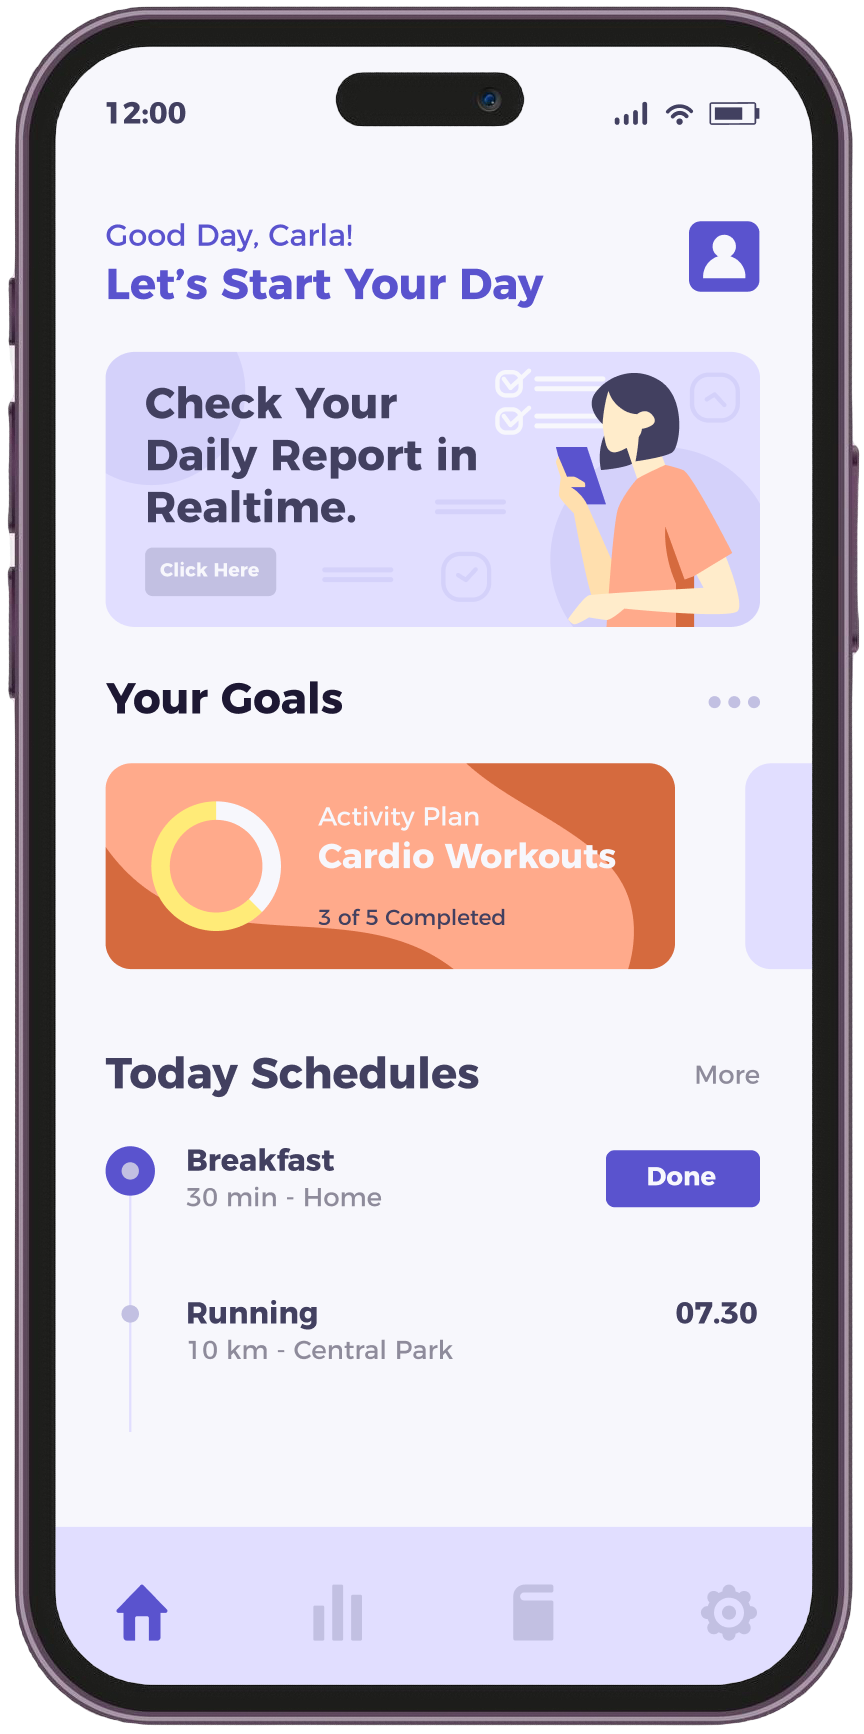 12:00
Good Day, Carla!
Let's Start Your Day
Check Your
Daily Report in
Realtime.
Click Here
Your Goals
Activity Plan
Cardio Workouts
3 of 5 Completed
Today Schedules
More
Breakfast
30 min - Home
Done
Running
07.30
10 km - Central Park